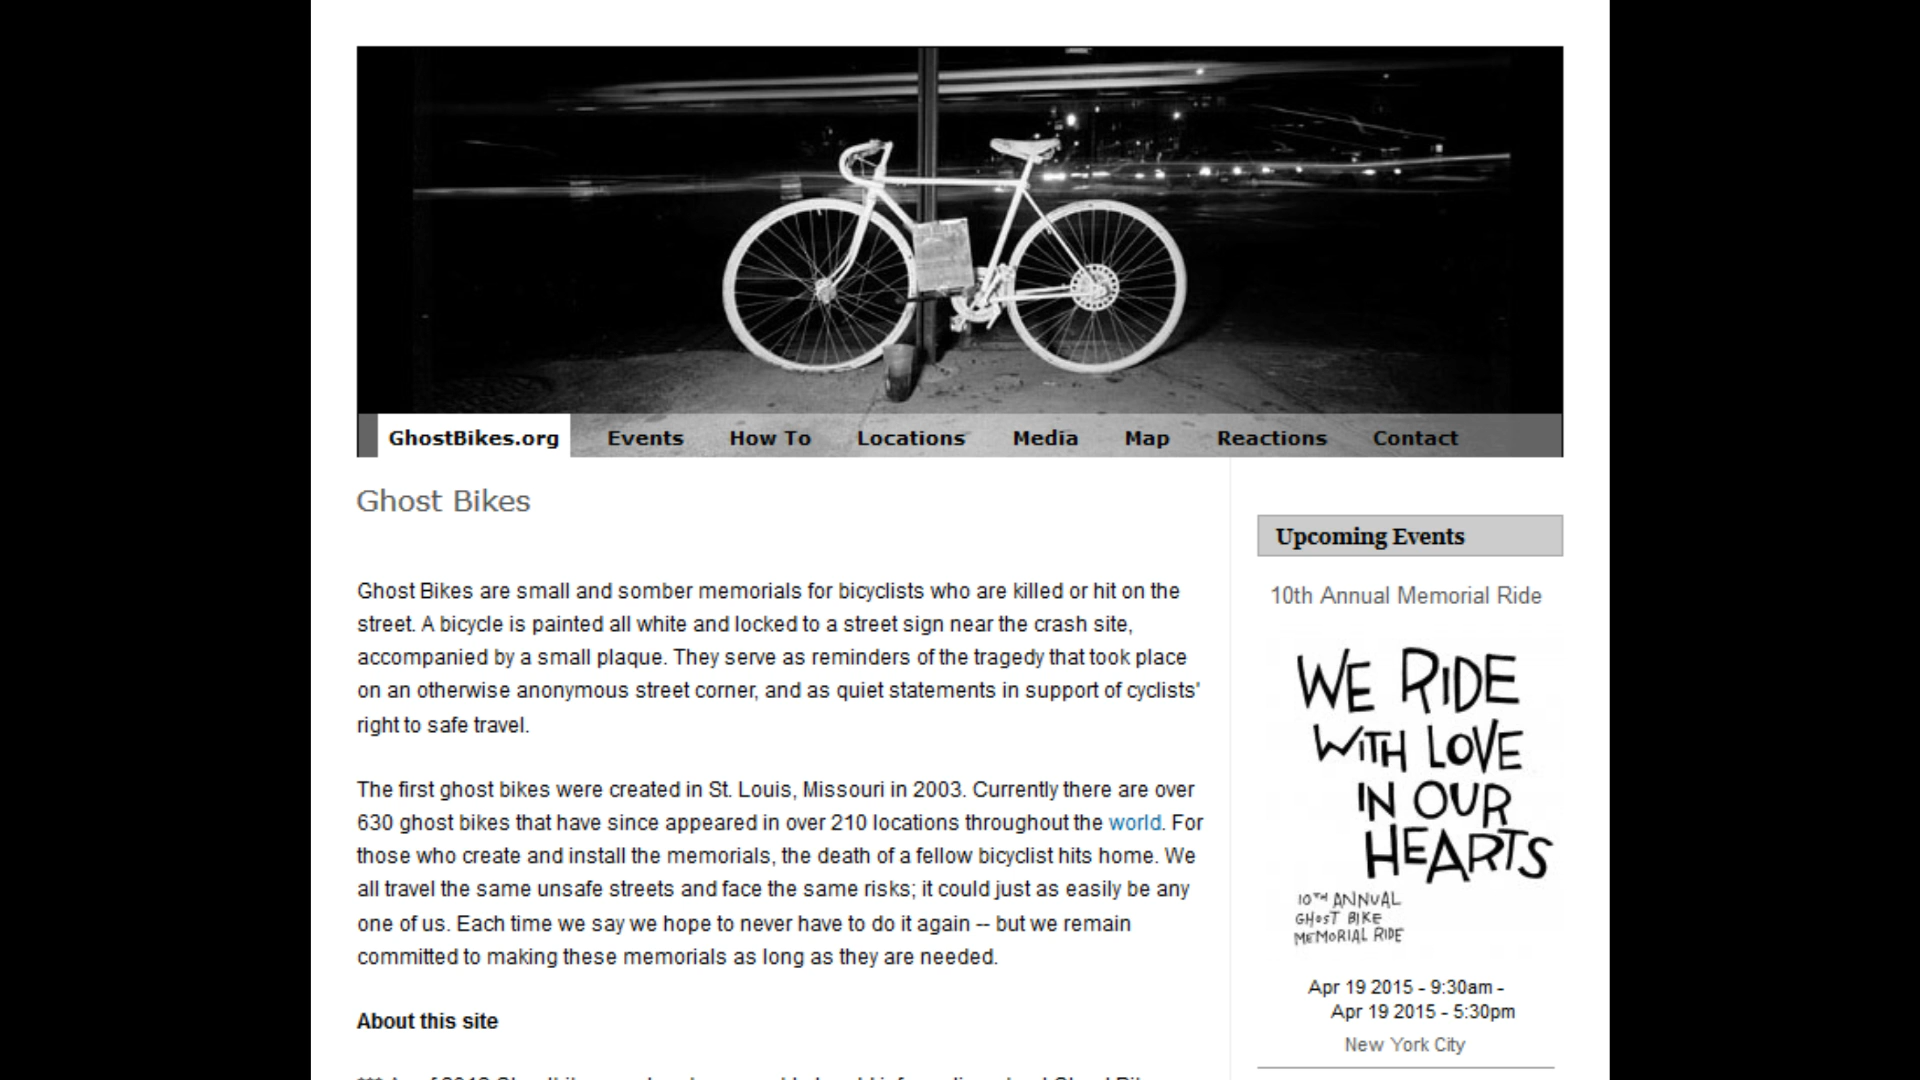 GhostBikes.org Events How To Locations Media Map Reactions Contact
Ghost Bikes
Ghost Bikes are small and somber memorials for bicyclists who are killed or hit on the
street. A bicycle is painted all white and locked to a street sign near the crash site,
accompanied by a small plaque. They serve as reminders of the tragedy that took place
on an otherwise anonymous street corner, and as quiet statements in support of cyclists'
right to safe travel.
The first ghost bikes were created in St. Louis, Missouri in 2003. Currently there are over
630 ghost bikes that have since appeared in over 210 locations throughout the world. For
those who create and install the memorials, the death of a fellow bicyclist hits home. We
all travel the same unsafe streets and face the same risks; it could just as easily be any
one of us. Each time we say we hope to never have to do it again -- but we remain
committed to making these memorials as long as they are needed.
About this site
Upcoming Events
10th Annual Memorial Ride
WE RIDE
WITH LOVE
IN OUR
HEARTS
10TH ANNUAL
GHOST BIKE
MEMORIAL RIDE
Apr 19 2015 - 9:30am -
Apr 19 2015 - 5:30pm
New York City